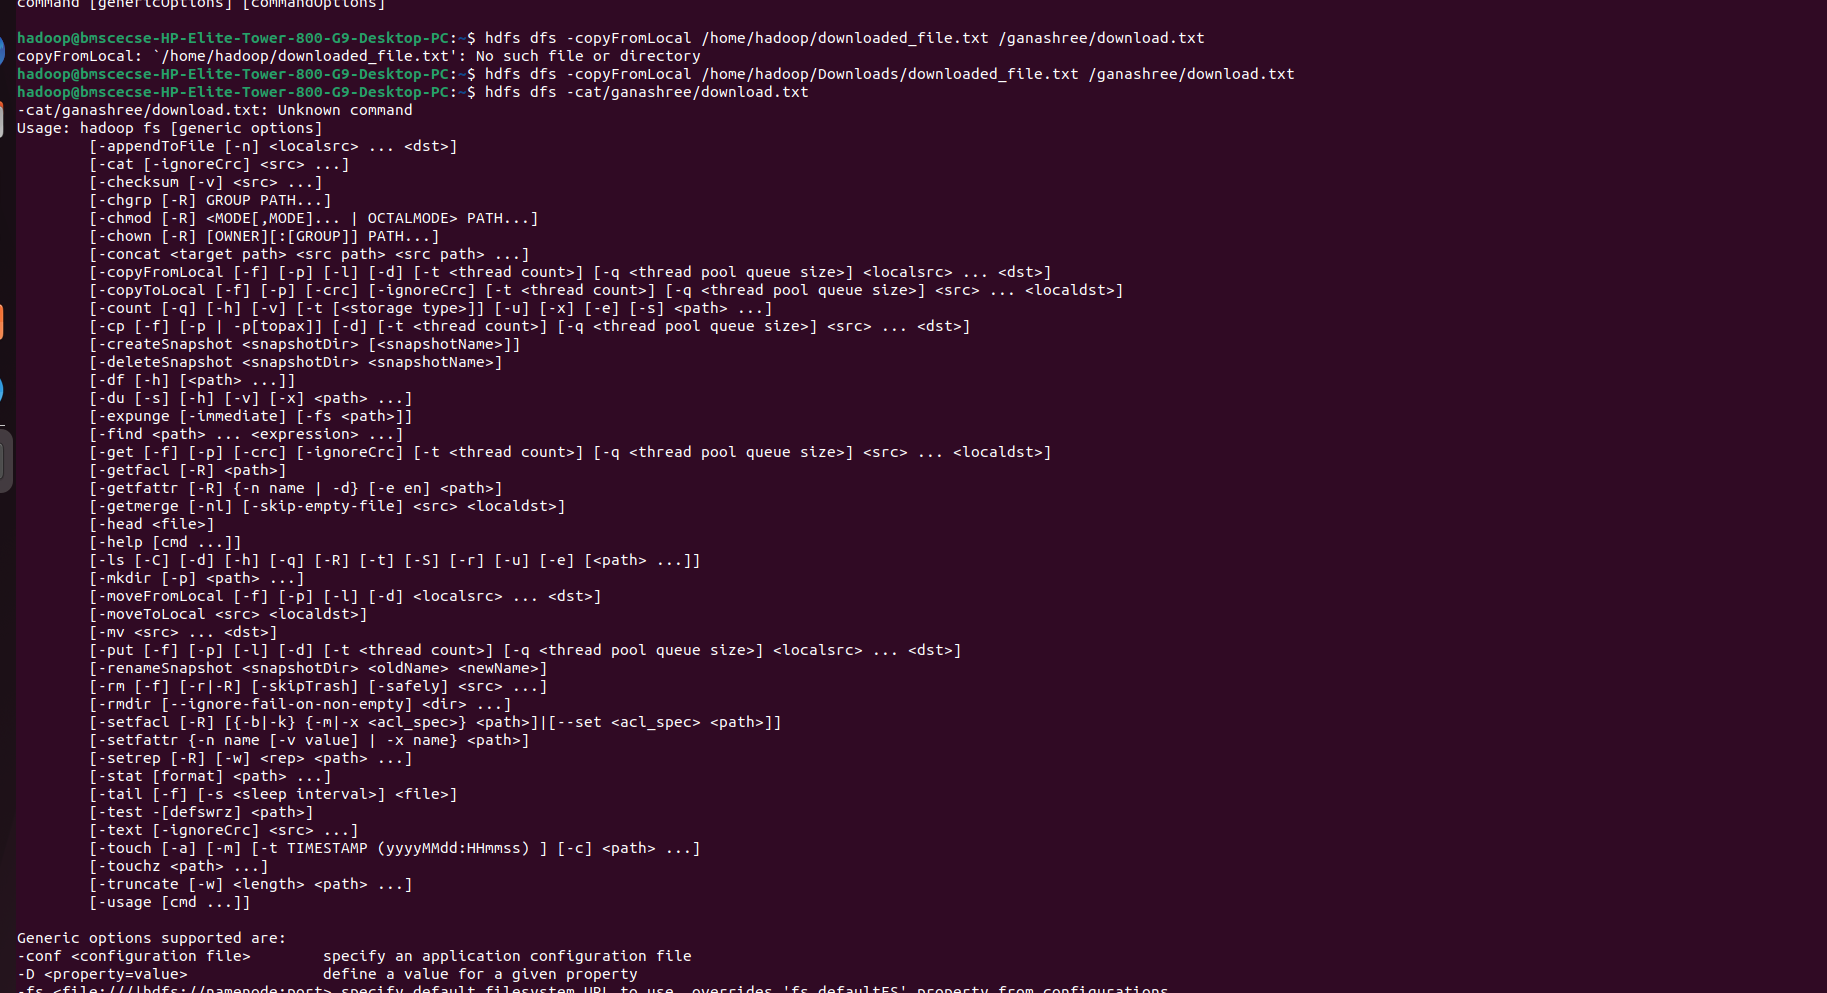 command [genericOptions] [commandOptions]
hadoop@bmscecse-HP-Elite-Tower-800-G9-Desktop-PC:~$ hdfs dfs -copyFromLocal /home/hadoop/downloaded_file.txt /ganashree/download.txt
copyFromLocal: `/home/hadoop/downloaded_file.txt': No such file or directory
hadoop@bmscecse-HP-Elite-Tower-800-G9-Desktop-PC:~$ hdfs dfs -copyFromLocal /home/hadoop/Downloads/downloaded_file.txt /ganashree/download.txt
hadoop@bmscecse-HP-Elite-Tower-800-G9-Desktop-PC:~$ hdfs dfs -cat/ganashree/download.txt
-cat/ganashree/download.txt: Unknown command
Usage: hadoop fs [generic options]
[-appendToFile [-n] <localsrc> ... <dst>]
[-cat [-ignoreCrc] <src> ...]
[-checksum [-v] <src> ...]
[-chgrp [-R] GROUP PATH...]
[-chmod [-R] <MODE[,MODE]... | OCTALMODE> PATH...]
[-chown [-R] [OWNER][:[GROUP]] PATH...]
[-concat <target path> <src path> <src path> ...]
[-copyFromLocal [-f] [-p] [-l] [-d] [-t <thread count>] [-q <thread pool queue size>] <localsrc> ... <dst>]
[-copyToLocal [-f] [-p] [-crc] [-ignoreCrc] [-t <thread count>] [-q <thread pool queue size>] <src> ... <localdst>]
[-count [-q] [-h] [-v] [-t [<storage type>]] [-u] [-x] [-e] [-s] <path> ...]
[-cp [-f] [-p | -p[topax]] [-d] [-t <thread count>] [-q <thread pool queue size>] <src> ... <dst>]
[-createSnapshot <snapshotDir> [<snapshotName>]]
[-deleteSnapshot <snapshotDir> <snapshotName>]
[-df [-h] [<path> ...]]
[-du [-s] [-h] [-v] [-x] <path> ...]
[-expunge [-immediate] [-fs <path>]]
[-find <path> ... <expression> ...]
[-get [-f] [-p] [-crc] [-ignoreCrc] [-t <thread count>] [-q <thread pool queue size>] <src> ... <localdst>]
[-getfacl [-R] <path>]
[-getfattr [-R] {-n name | -d} [-e en] <path>]
[-getmerge [-nl] [-skip-empty-file] <src> <localdst>]
[-head <file>]
[-help [cmd ...]]
[-ls [-C] [-d] [-h] [-q] [-R] [-t] [-S] [-r] [-u] [-e] [<path> ...]]
[-mkdir [-p] <path> ...]
[-moveFromLocal [-f] [-p] [-l] [-d] <localsrc> ... <dst>]
[-moveToLocal <src> <localdst>]
[-mv <src> ... <dst>]
[-put [-f] [-p] [-l] [-d] [-t <thread count>] [-q <thread pool queue size>] <localsrc> ... <dst>]
[-renameSnapshot <snapshotDir> <oldName> <newName>]
[-rm [-f] [-r|-R] [-skipTrash] [-safely] <src> ...]
[-rmdir [--ignore-fail-on-non-empty] <dir> ...]
[-setfacl [-R] [{-b|-k} {-m|-x <acl_spec>} <path>]|[--set <acl_spec> <path>]]
[-setfattr {-n name [-v value] | -x name} <path>]
[-setrep [-R] [-w] <rep> <path> ...]
[-stat [format] <path> ...]
[-tail [-f] [-s <sleep interval>] <file>]
[-test -[defswrz] <path>]
[-text [-ignoreCrc] <src> ...]
[-touch [-a] [-m] [-t TIMESTAMP (yyyyMMdd:HHmmss) ] [-c] <path> ...]
[-touchz <path> ...]
[-truncate [-w] <length> <path> ...]
[-usage [cmd ...]]
Generic options supported are:
-conf <configuration file> specify an application configuration file
-D <property=value> define a value for a given property
-fs <file:///|hdfs://namenode:port> specify default filesystem URL to use, overrides 'fs.defaultFS' property from configurations.